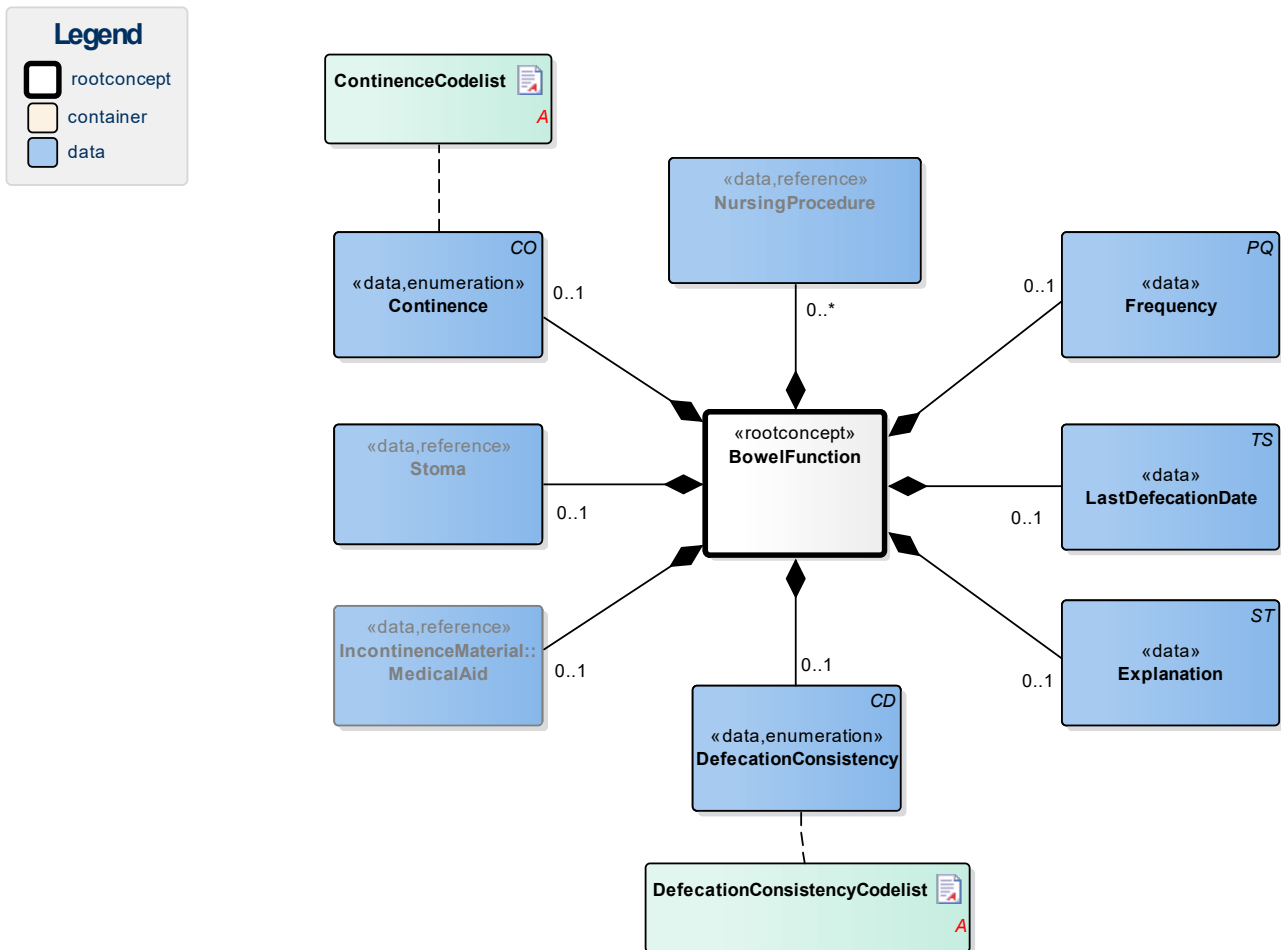 Legend
rootconcept
container
data
ContinenceCodelist
A
«data,reference»
NursingProcedure
0..*
CO
«data,enumeration»
Continence
0..1
PQ
«data»
Frequency
0..1
«data,reference»
Stoma
0..1
«rootconcept»
BowelFunction
TS
«data»
LastDefecationDate
0..1
«data,reference»
IncontinenceMaterial::
MedicalAid
0..1
ST
«data»
Explanation
0..1
0..1
CD
«data,enumeration»
DefecationConsistency
DefecationConsistencyCodelist
A